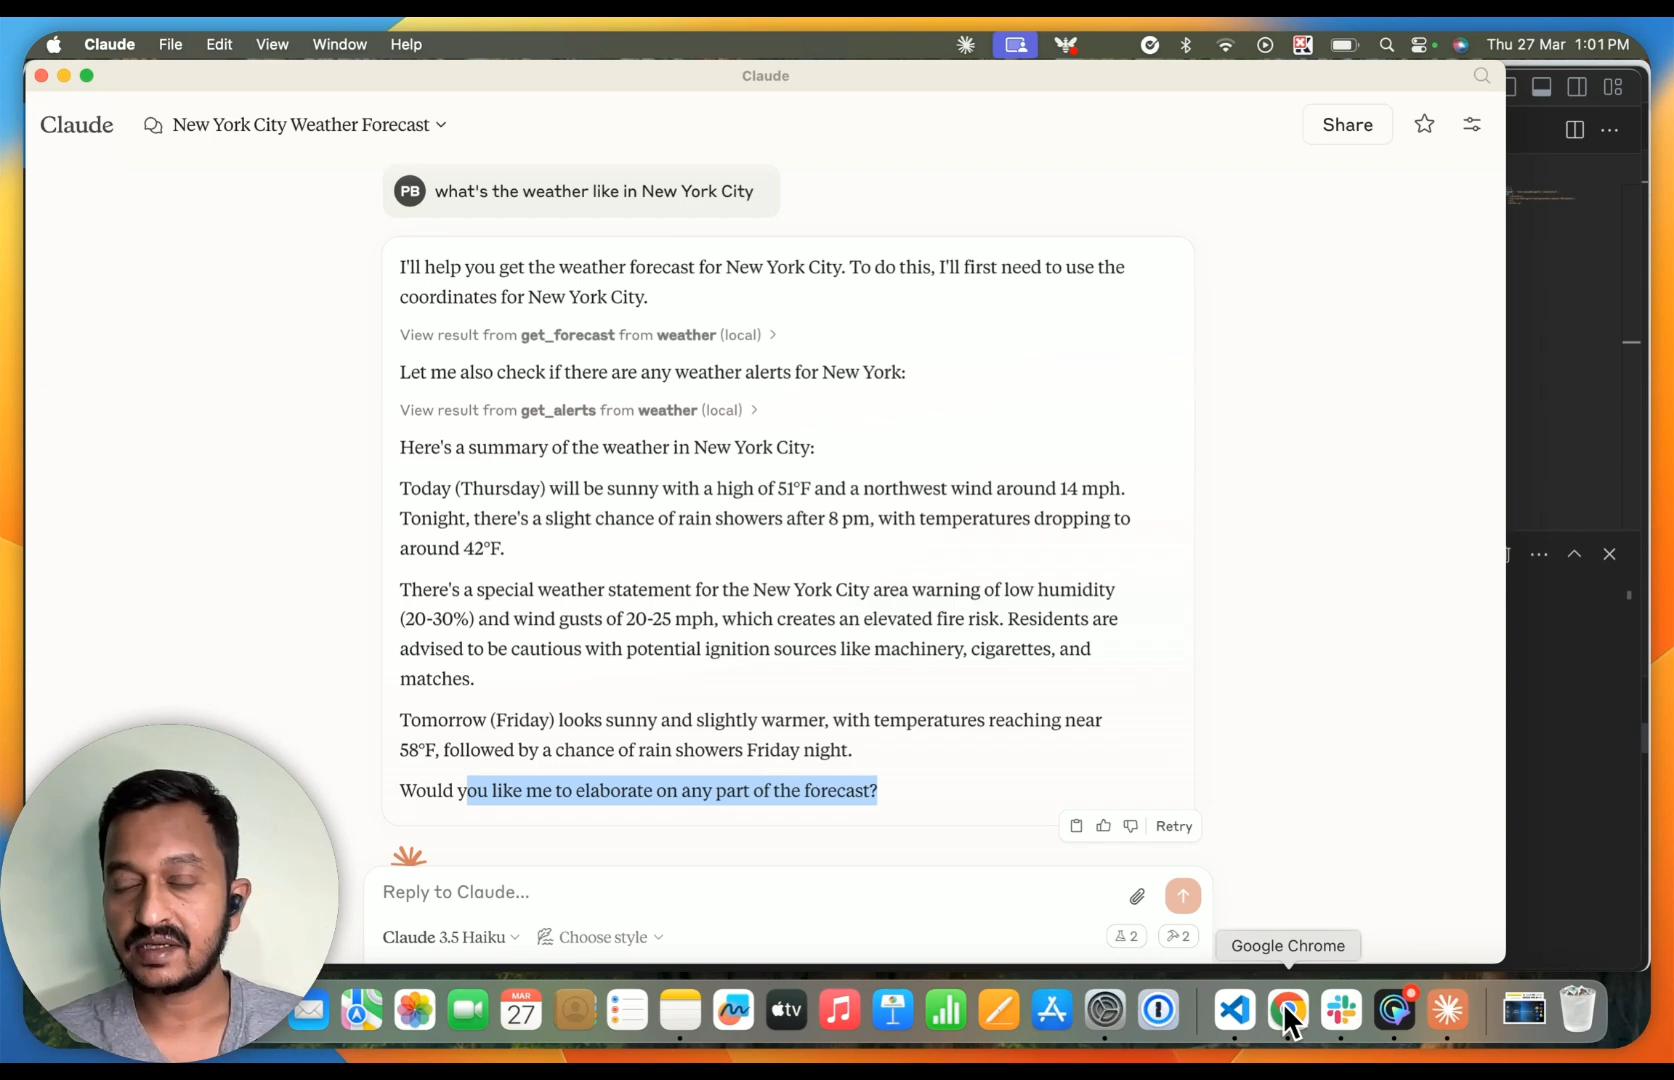 Claude File Edit View Window Help Thu 27 Mar 1:01 PM
Claude
Claude New York City Weather Forecast Share
PB what's the weather like in New York City
I'll help you get the weather forecast for New York City. To do this, I'll first need to use the
coordinates for New York City.
View result from get_forecast from weather (local)
Let me also check if there are any weather alerts for New York:
View result from get_alerts from weather (local)
Here's a summary of the weather in New York City:
Today (Thursday) will be sunny with a high of 51°F and a northwest wind around 14 mph.
Tonight, there's a slight chance of rain showers after 8 pm, with temperatures dropping to
around 42°F.
There's a special weather statement for the New York City area warning of low humidity
(20-30%) and wind gusts of 20-25 mph, which creates an elevated fire risk. Residents are
advised to be cautious with potential ignition sources like machinery, cigarettes, and
matches.
Tomorrow (Friday) looks sunny and slightly warmer, with temperatures reaching near
58°F, followed by a chance of rain showers Friday night.
Would you like me to elaborate on any part of the forecast?
Retry
Reply to Claude...
Claude 3.5 Haiku Choose style 2 2
Google Chrome
MAR
27
tv